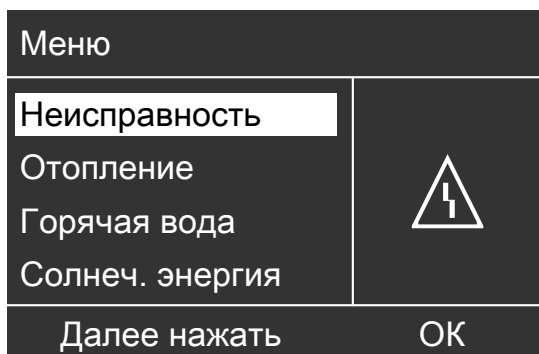 Меню
Неисправность
Отопление
Горячая вода
Солнеч. энергия
Далее нажать OK